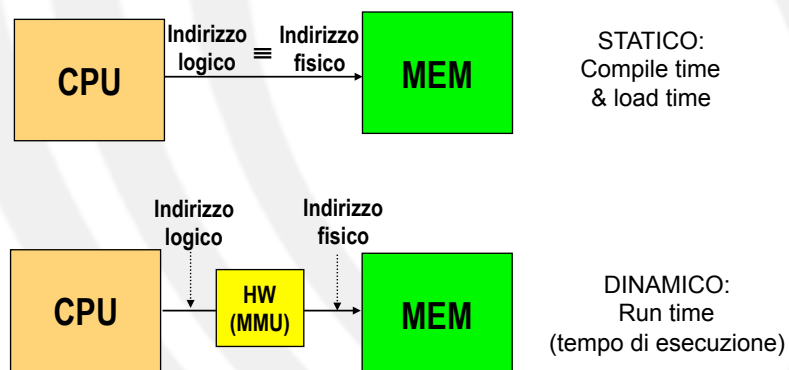 Indirizzo logico ≡ Indirizzo fisico
CPU
MEM
STATICO:
Compile time
& load time
Indirizzo
logico
Indirizzo
fisico
CPU
HW
(MMU)
MEM
DINAMICO:
Run time
(tempo di esecuzione)